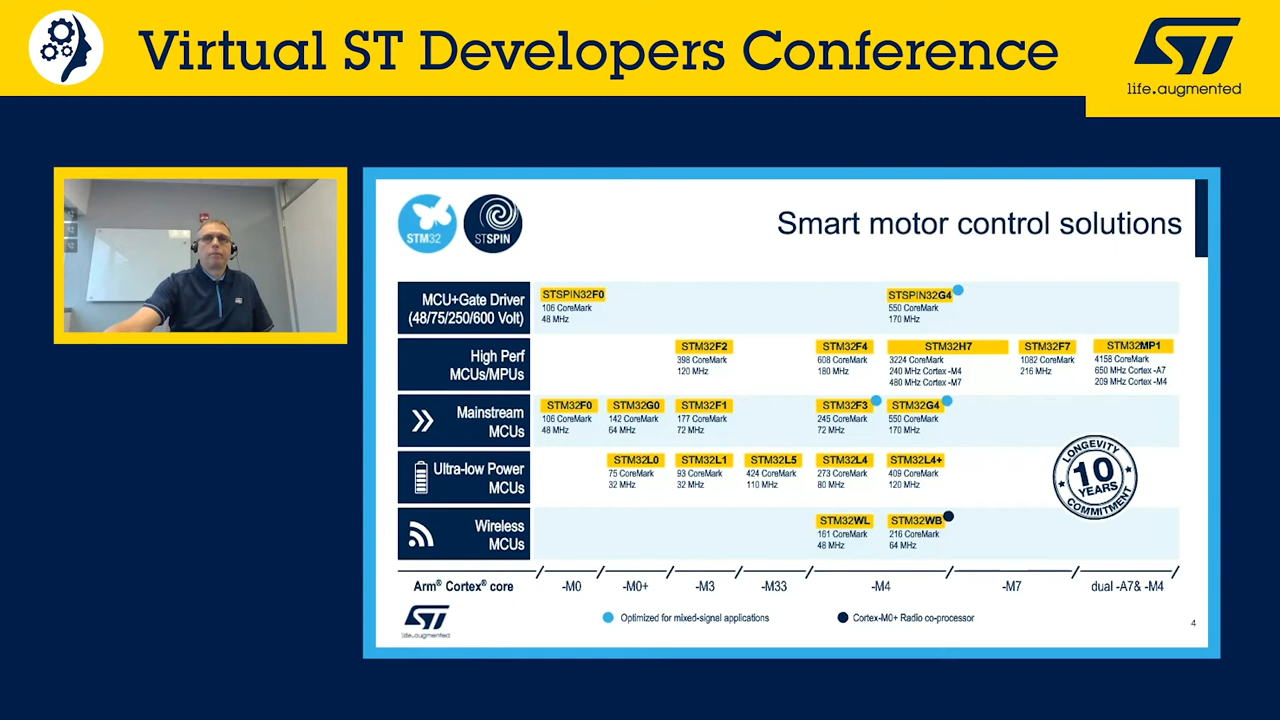 Virtual ST Developers Conference
ST
life.augmented
STM32
STSPIN
Smart motor control solutions
MCU+Gate Driver
(48/75/250/600 Volt)
STSPIN32F0
106 CoreMark
48 MHz
STSPIN32G4
550 CoreMark
170 MHz
High Perf
MCUs/MPUs
STM32F2
398 CoreMark
120 MHz
STM32F4
608 CoreMark
180 MHz
STM32H7
3224 CoreMark
240 MHz Cortex -M4
480 MHz Cortex -M7
STM32F7
1082 CoreMark
216 MHz
STM32MP1
4158 CoreMark
650 MHz Cortex -A7
209 MHz Cortex -M4
Mainstream
MCUs
STM32F0
106 CoreMark
48 MHz
STM32G0
142 CoreMark
64 MHz
STM32F1
177 CoreMark
72 MHz
STM32F3
245 CoreMark
72 MHz
STM32G4
550 CoreMark
170 MHz
Ultra-low Power
MCUs
STM32L0
75 CoreMark
32 MHz
STM32L1
93 CoreMark
32 MHz
STM32L5
424 CoreMark
110 MHz
STM32L4
273 CoreMark
80 MHz
STM32L4+
409 CoreMark
120 MHz
LONGEVITY
10
YEARS
COMMITMENT
Wireless
MCUs
STM32WL
161 CoreMark
48 MHz
STM32WB
216 CoreMark
64 MHz
Arm® Cortex® core
-M0
-M0+
-M3
-M33
-M4
-M7
dual -A7& -M4
ST
life.augmented
Optimized for mixed-signal applications
Cortex-M0+ Radio co-processor
4